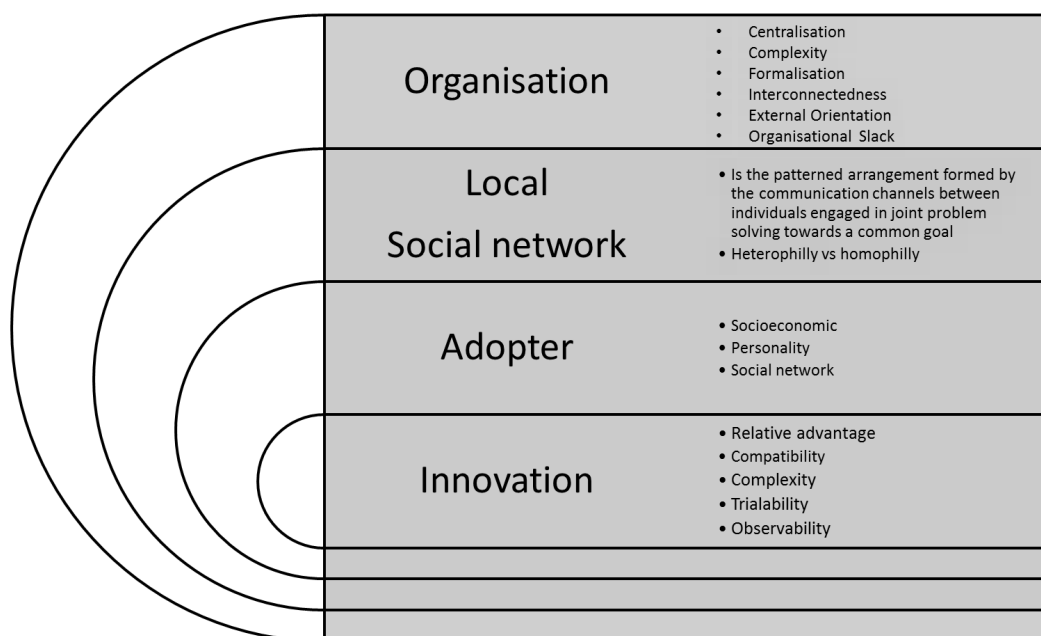 Organisation
• Centralisation
• Complexity
• Formalisation
• Interconnectedness
• External Orientation
• Organisational Slack
Local
Social network
• Is the patterned arrangement formed by
the communication channels between
individuals engaged in joint problem
solving towards a common goal
• Heterophilly vs homophilly
Adopter
• Socioeconomic
• Personality
• Social network
Innovation
• Relative advantage
• Compatibility
• Complexity
• Trialability
• Observability